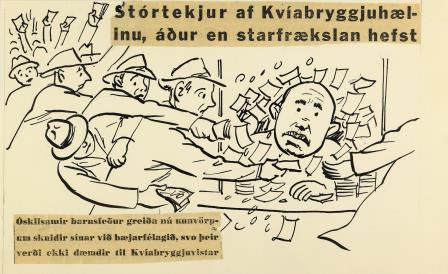 Stórtekjur af Kvíabryggjuhæl-
inu, áður en starfrækslan hefst
Óskilsamir barnsfeður greiða nú unnvörp-
um skuldir sínar við bæjarfélagið, svo þeir
verði ekki dæmdir til Kvíabryggjuvistar